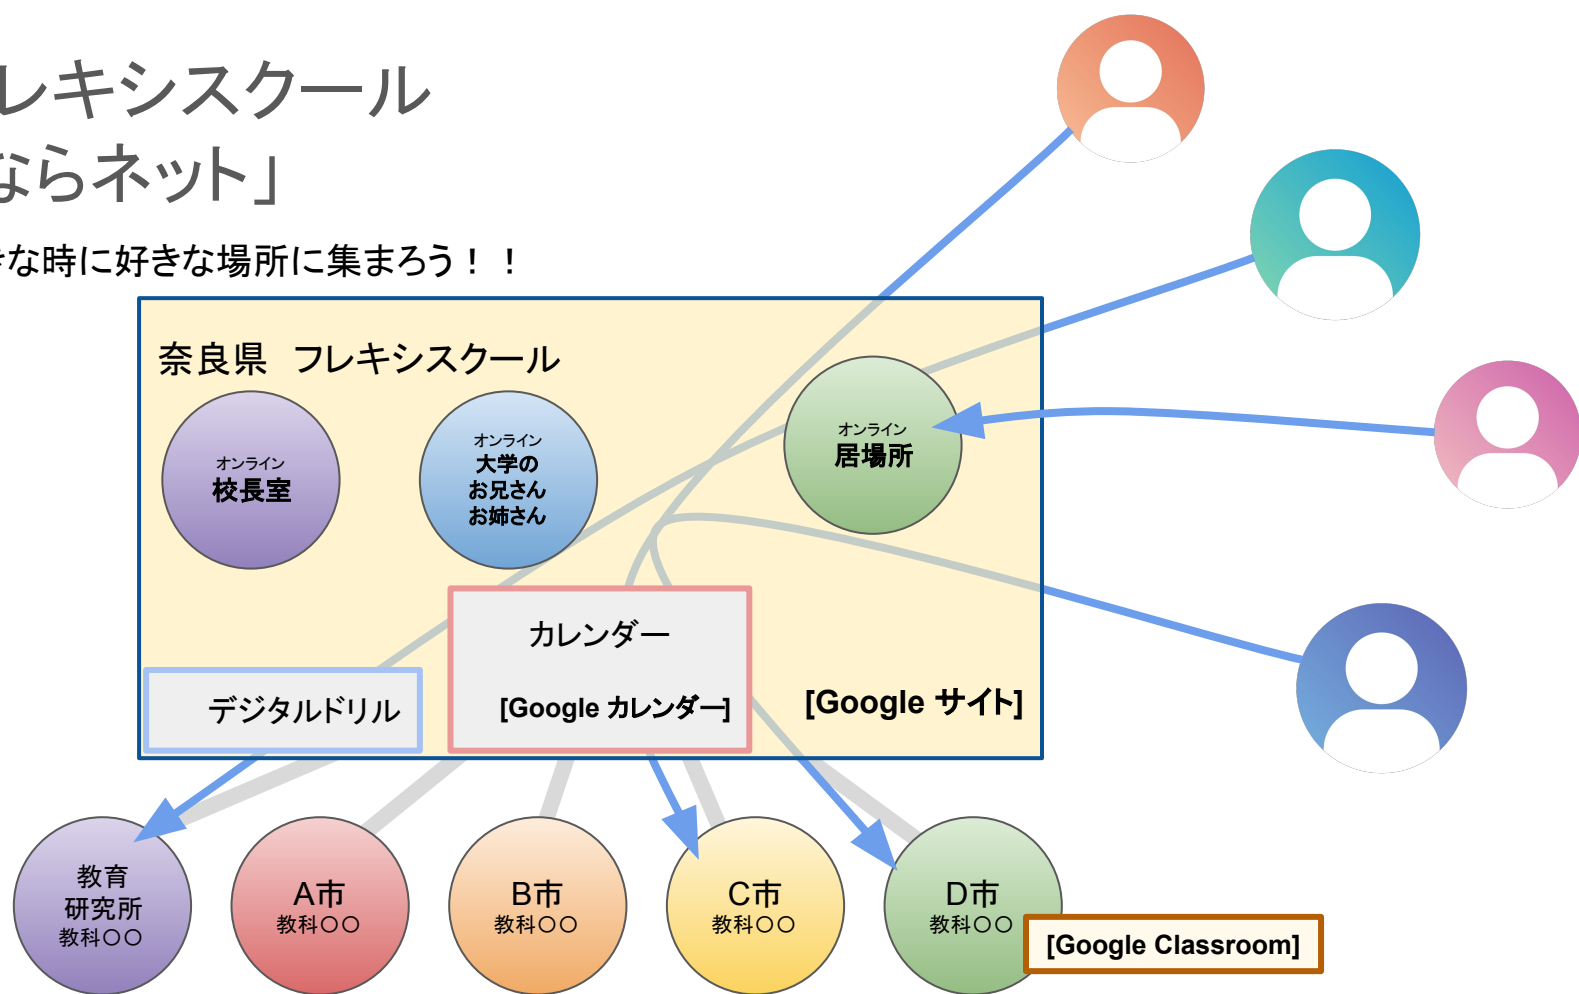 レキシスクール
ならネット」
きな時に好きな場所に集まろう！！
奈良県　フレキシスクール
オンライン
校長室
オンライン
大学の
お兄さん
お姉さん
オンライン
居場所
カレンダー
[Google カレンダー]
デジタルドリル
[Google サイト]
教育
研究所
教科〇〇
A市
教科〇〇
B市
教科〇〇
C市
教科〇〇
D市
教科〇〇
[Google Classroom]